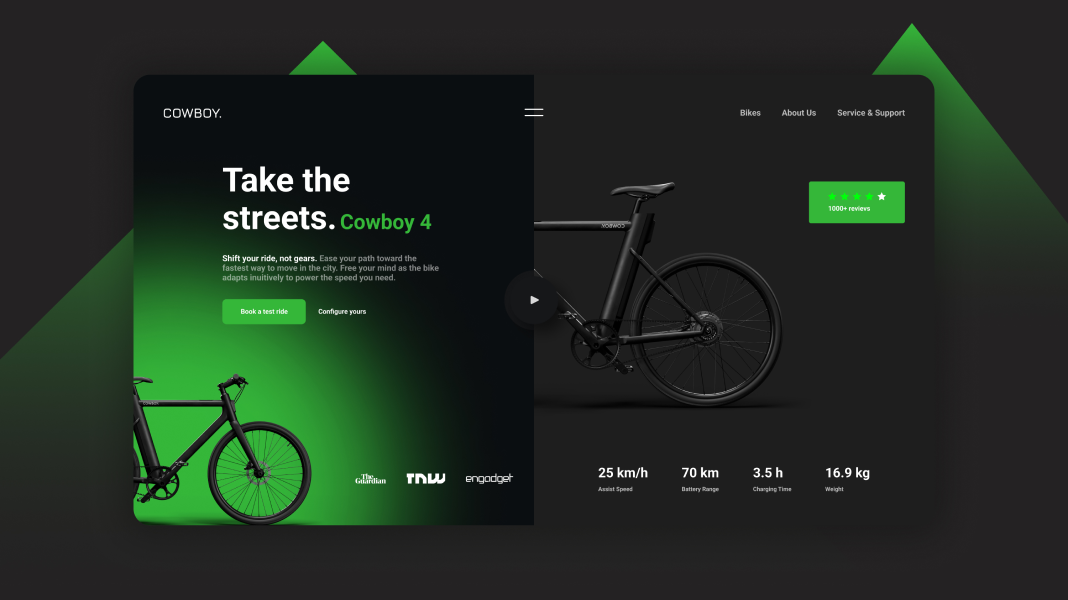 COWBOY.
Bikes
About Us
Service & Support
Take the
streets. Cowboy 4
Shift your ride, not gears. Ease your path toward the
fastest way to move in the city. Free your mind as the bike
adapts inuitively to power the speed you need.
Book a test ride
Configure yours
1000+ revievs
COWBOY
COWBOY
The
Guardian
TNW
engadget
25 km/h
Assist Speed
70 km
Battery Range
3.5 h
Charging Time
16.9 kg
Weight